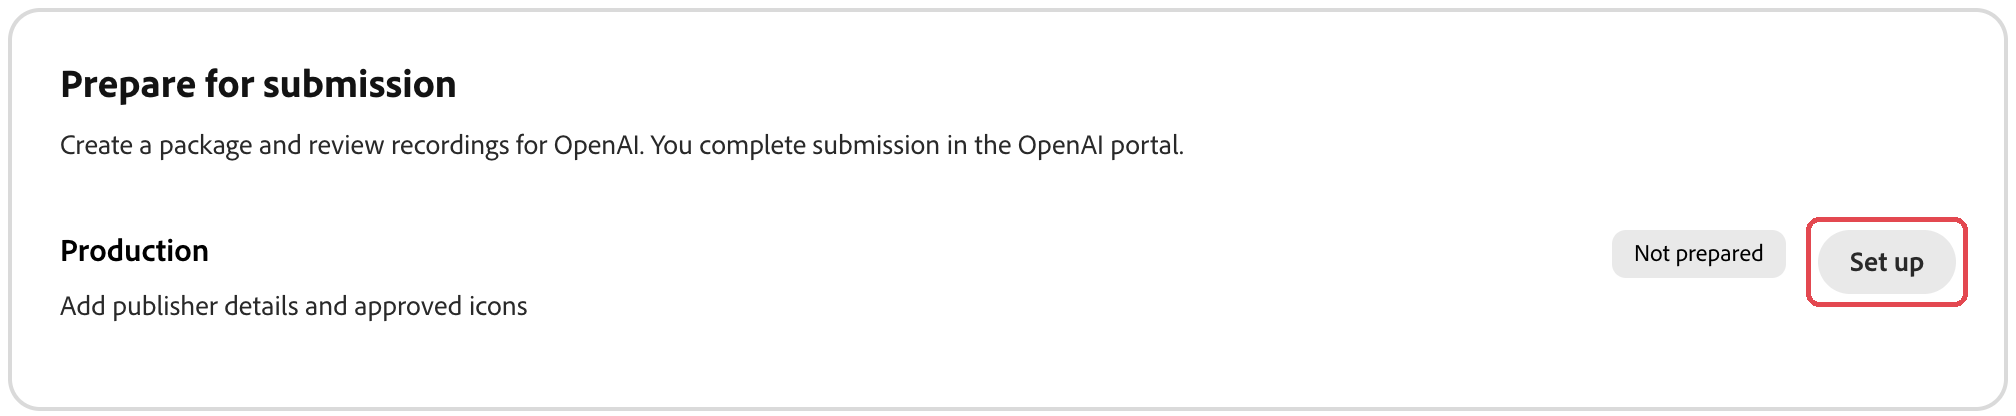 Prepare for submission
Create a package and review recordings for OpenAI. You complete submission in the OpenAI portal.
Production
Not prepared
Set up
Add publisher details and approved icons